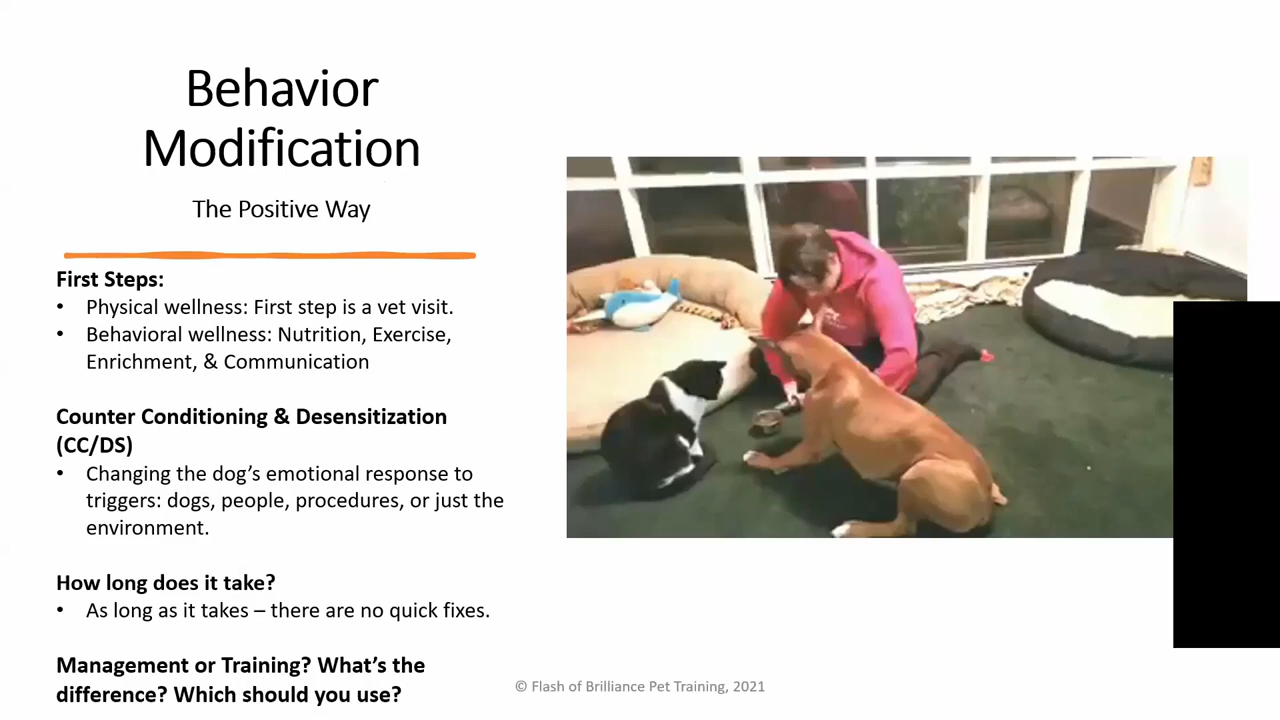 Behavior
Modification
The Positive Way
First Steps:
• Physical wellness: First step is a vet visit.
• Behavioral wellness: Nutrition, Exercise,
Enrichment, & Communication
Counter Conditioning & Desensitization
(CC/DS)
• Changing the dog’s emotional response to
triggers: dogs, people, procedures, or just the
environment.
How long does it take?
• As long as it takes – there are no quick fixes.
Management or Training? What’s the
difference? Which should you use?
© Flash of Brilliance Pet Training, 2021